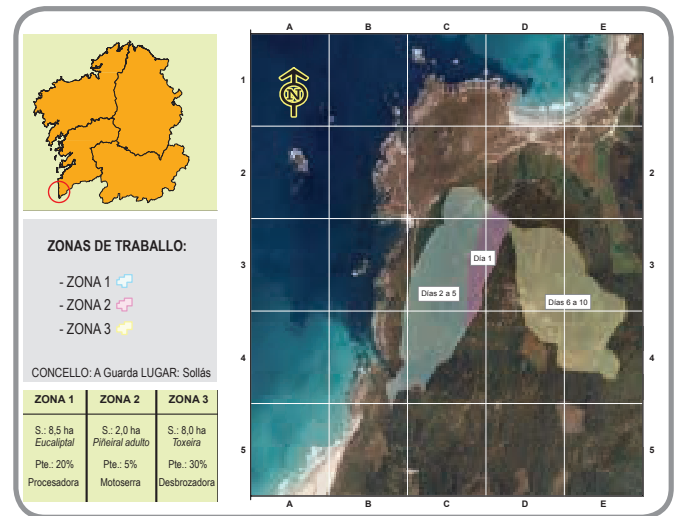 A B C D E
1 1
N
2 2
ZONAS DE TRABALLO:
- ZONA 1
- ZONA 2
- ZONA 3
CONCELLO: A Guarda LUGAR: Sollás
Día 1
3 3
Días 2 a 5
Días 6 a 10
4 4
ZONA 1 ZONA 2 ZONA 3
S.: 8,5 ha S.: 2,0 ha S.: 8,0 ha
Eucaliptal Piñeiral adulto Toxeira
Pte.: 20% Pte.: 5% Pte.: 30%
Procesadora Motoserra Desbrozadora
5 5
A B C D E